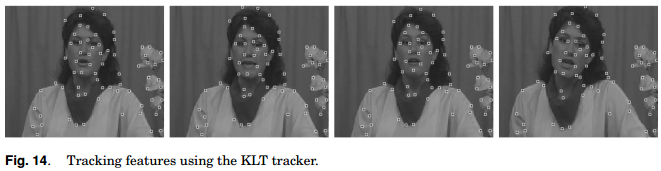 Fig. 14. Tracking features using the KLT tracker.